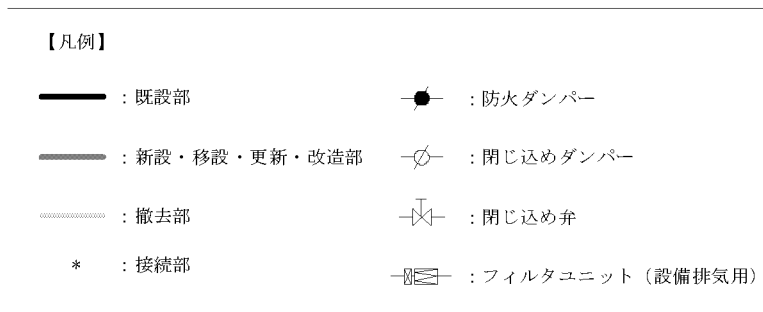 【凡例】
：既設部
：防火ダンパー
：新設・移設・更新・改造部
：閉じ込めダンパー
：撤去部
：閉じ込め弁
* ：接続部
：フィルタユニット（設備排気用）